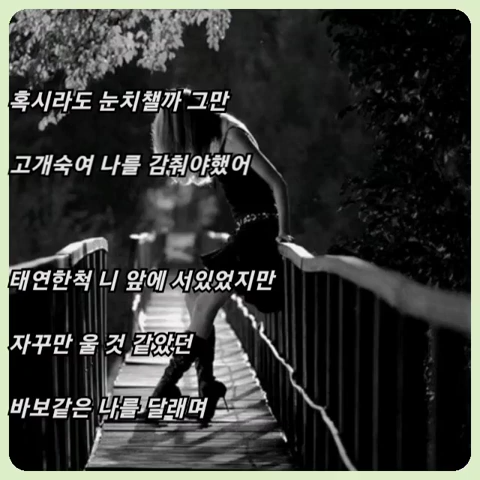 혹시라도 눈치챌까 그만
고개숙여 나를 감춰야했어
태연한척 니 앞에 서있었지만
자꾸만 울 것 같았던
바보같은 나를 달래며